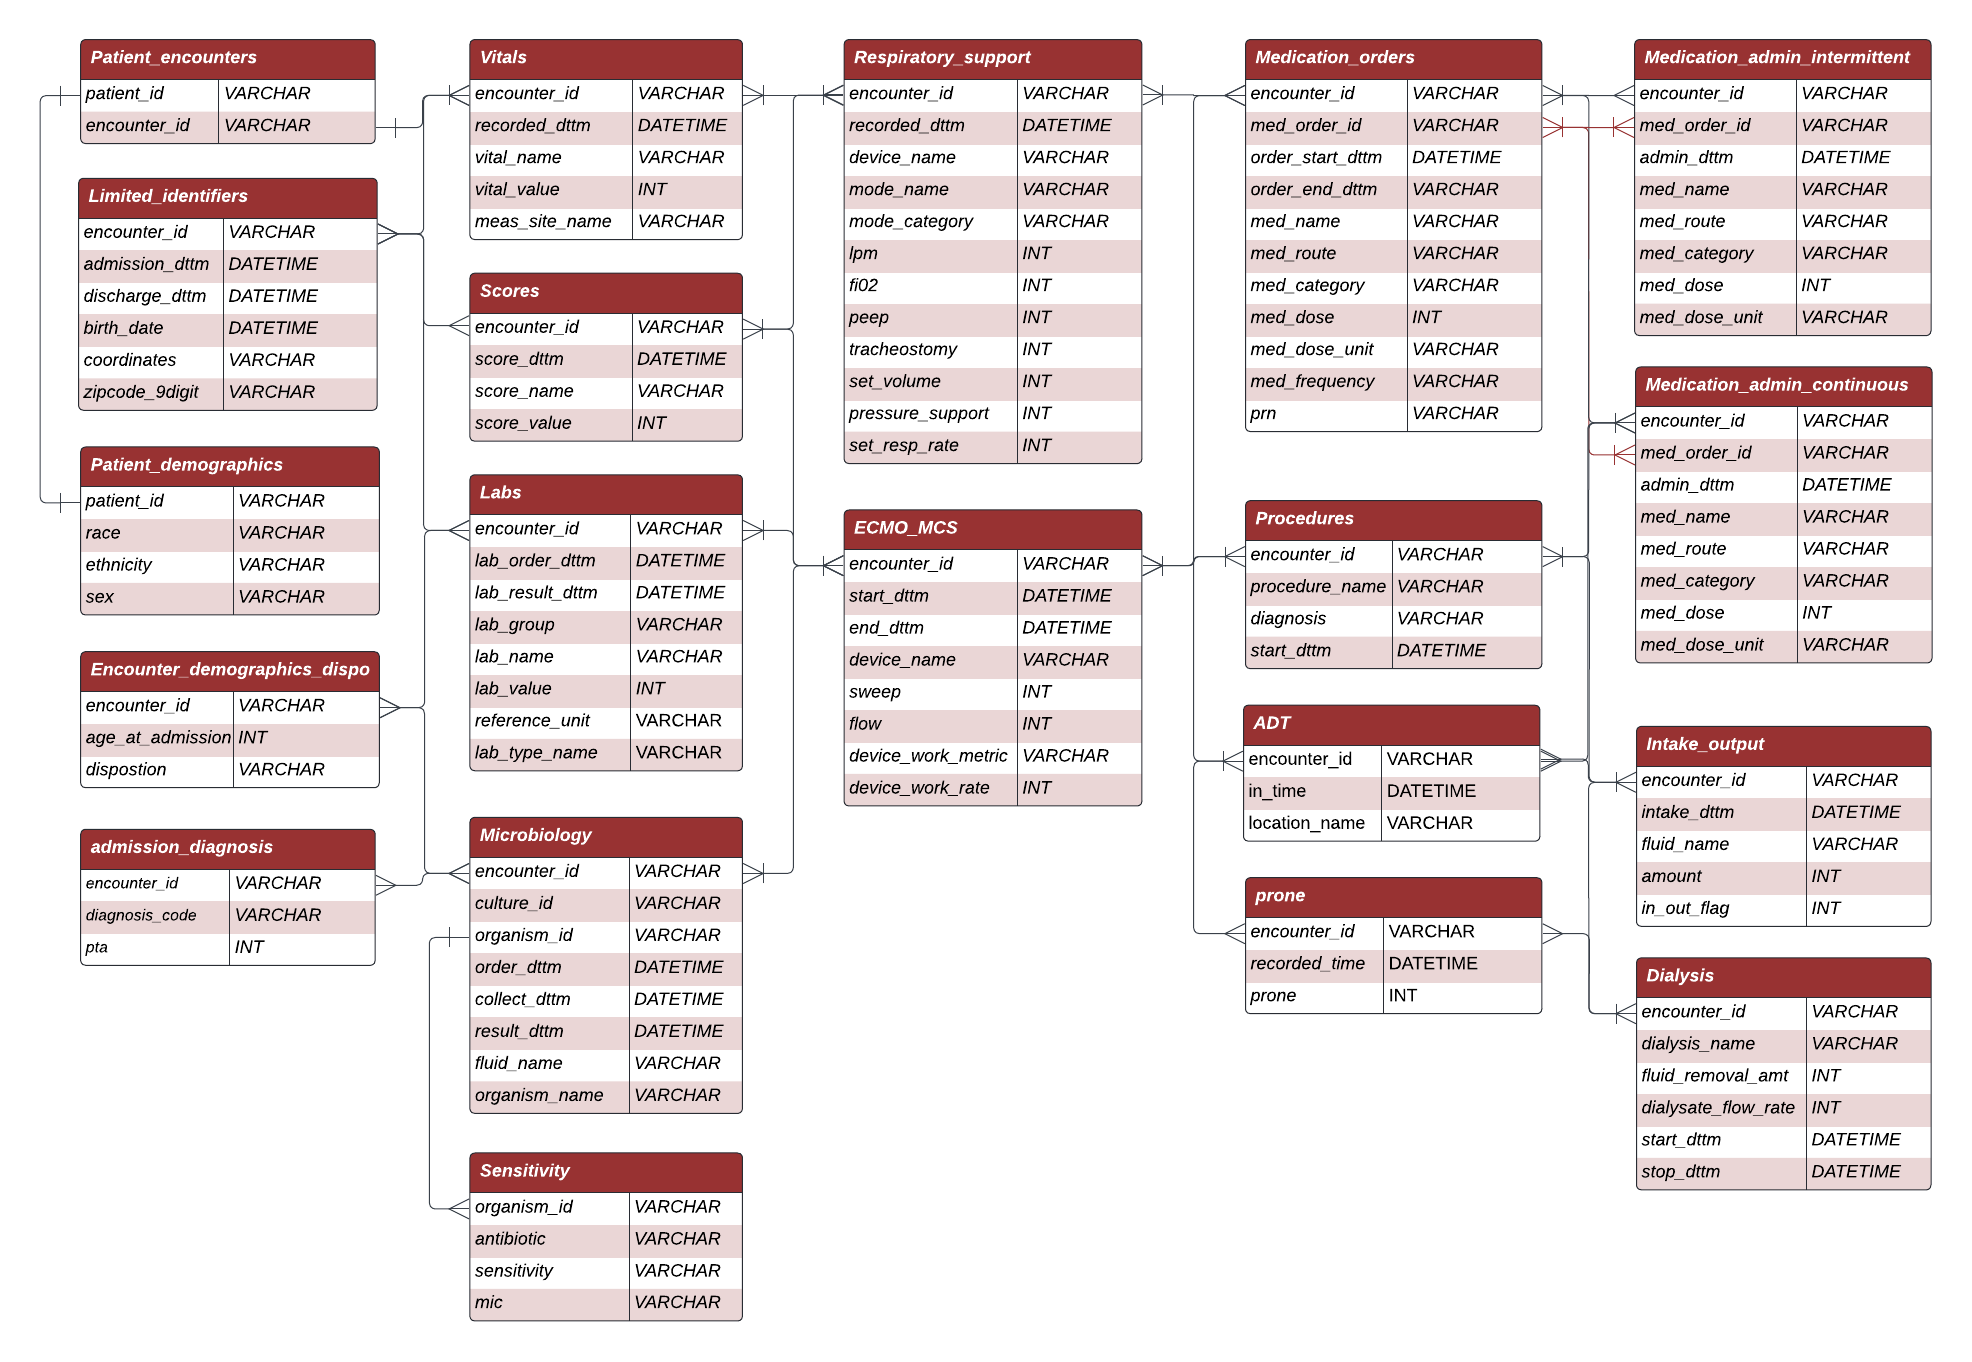 Patient_encounters
patient_id VARCHAR
encounter_id VARCHAR
Limited_identifiers
encounter_id VARCHAR
admission_dttm DATETIME
discharge_dttm DATETIME
birth_date DATETIME
coordinates VARCHAR
zipcode_9digit VARCHAR
Patient_demographics
patient_id VARCHAR
race VARCHAR
ethnicity VARCHAR
sex VARCHAR
Encounter_demographics_dispo
encounter_id VARCHAR
age_at_admission INT
dispostion VARCHAR
admission_diagnosis
encounter_id VARCHAR
diagnosis_code VARCHAR
pta INT
Vitals
encounter_id VARCHAR
recorded_dttm DATETIME
vital_name VARCHAR
vital_value INT
meas_site_name VARCHAR
Scores
encounter_id VARCHAR
score_dttm DATETIME
score_name VARCHAR
score_value INT
Labs
encounter_id VARCHAR
lab_order_dttm DATETIME
lab_result_dttm DATETIME
lab_group VARCHAR
lab_name VARCHAR
lab_value INT
reference_unit VARCHAR
lab_type_name VARCHAR
Microbiology
encounter_id VARCHAR
culture_id VARCHAR
organism_id VARCHAR
order_dttm DATETIME
collect_dttm DATETIME
result_dttm DATETIME
fluid_name VARCHAR
organism_name VARCHAR
Sensitivity
organism_id VARCHAR
antibiotic VARCHAR
sensitivity VARCHAR
mic VARCHAR
Respiratory_support
encounter_id VARCHAR
recorded_dttm DATETIME
device_name VARCHAR
mode_name VARCHAR
mode_category VARCHAR
lpm INT
fi02 INT
peep INT
tracheostomy INT
set_volume INT
pressure_support INT
set_resp_rate INT
ECMO_MCS
encounter_id VARCHAR
start_dttm DATETIME
end_dttm DATETIME
device_name VARCHAR
sweep INT
flow INT
device_work_metric VARCHAR
device_work_rate INT
Medication_orders
encounter_id VARCHAR
med_order_id VARCHAR
order_start_dttm DATETIME
order_end_dttm VARCHAR
med_name VARCHAR
med_route VARCHAR
med_category VARCHAR
med_dose INT
med_dose_unit VARCHAR
med_frequency VARCHAR
prn VARCHAR
Procedures
encounter_id VARCHAR
procedure_name VARCHAR
diagnosis VARCHAR
start_dttm DATETIME
ADT
encounter_id VARCHAR
in_time DATETIME
location_name VARCHAR
prone
encounter_id VARCHAR
recorded_time DATETIME
prone INT
Medication_admin_intermittent
encounter_id VARCHAR
med_order_id VARCHAR
admin_dttm DATETIME
med_name VARCHAR
med_route VARCHAR
med_category VARCHAR
med_dose INT
med_dose_unit VARCHAR
Medication_admin_continuous
encounter_id VARCHAR
med_order_id VARCHAR
admin_dttm DATETIME
med_name VARCHAR
med_route VARCHAR
med_category VARCHAR
med_dose INT
med_dose_unit VARCHAR
Intake_output
encounter_id VARCHAR
intake_dttm DATETIME
fluid_name VARCHAR
amount INT
in_out_flag INT
Dialysis
encounter_id VARCHAR
dialysis_name VARCHAR
fluid_removal_amt INT
dialysate_flow_rate INT
start_dttm DATETIME
stop_dttm DATETIME